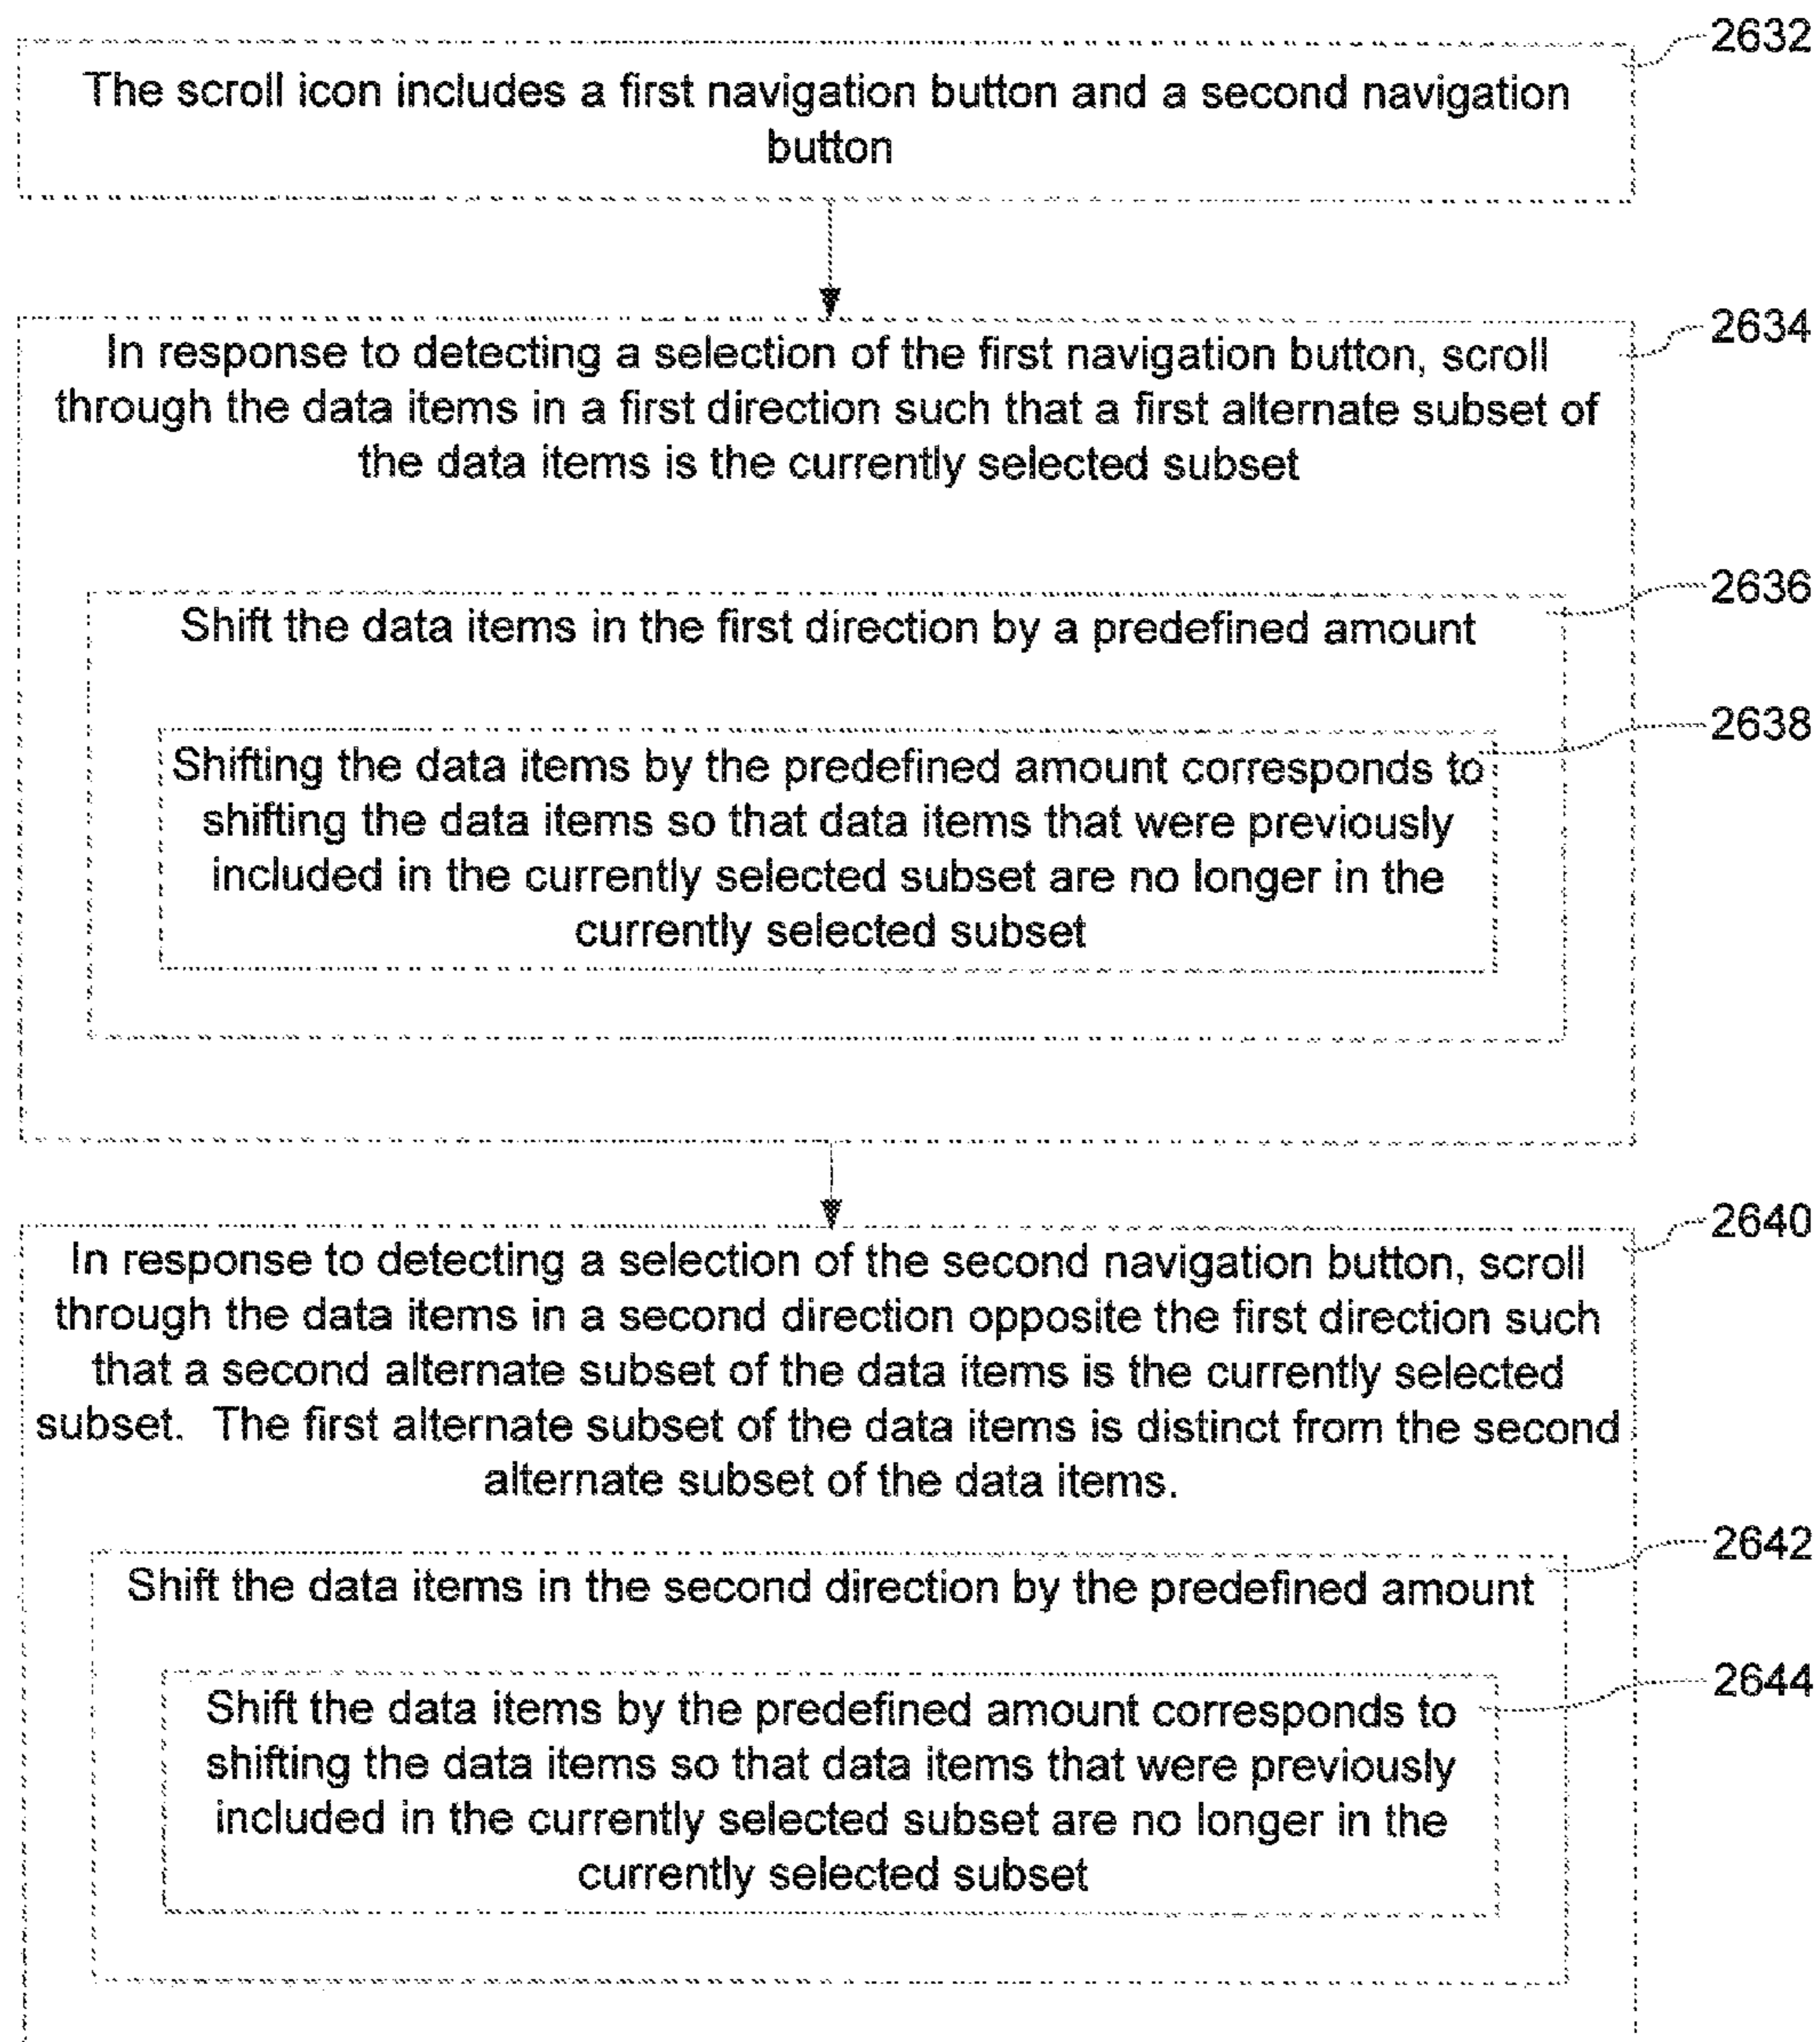 2632
The scroll icon includes a first navigation button and a second navigation
button
2634
In response to detecting a selection of the first navigation button, scroll
through the data items in a first direction such that a first alternate subset of
the data items is the currently selected subset
2636
Shift the data items in the first direction by a predefined amount
2638
Shifting the data items by the predefined amount corresponds to
shifting the data items so that data items that were previously
included in the currently selected subset are no longer in the
currently selected subset
2640
In response to detecting a selection of the second navigation button, scroll
through the data items in a second direction opposite the first direction such
that a second alternate subset of the data items is the currently selected
subset. The first alternate subset of the data items is distinct from the second
alternate subset of the data items.
2642
Shift the data items in the second direction by the predefined amount
2644
Shift the data items by the predefined amount corresponds to
shifting the data items so that data items that were previously
included in the currently selected subset are no longer in the
currently selected subset